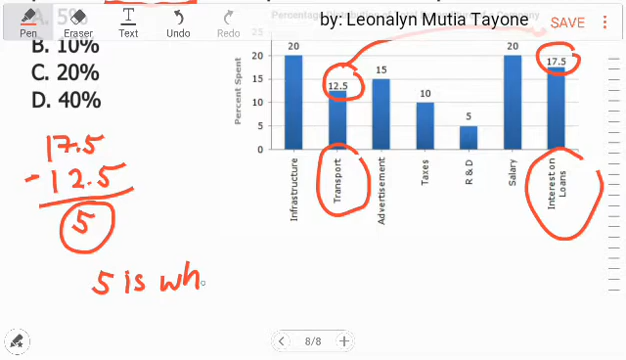 by: Leonalyn Mutia Tayone
SAVE
Pen
Eraser
Text
Undo
Redo
A. 5%
B. 10%
C. 20%
D. 40%
Percent Spent
25
20
15
10
5
0
20
12.5
15
10
5
20
17.5
Infrastructure
Transport
Advertisement
Taxes
R & D
Salary
Interest on
Loans
17.5
- 12.5
5
5 is wh
8/8